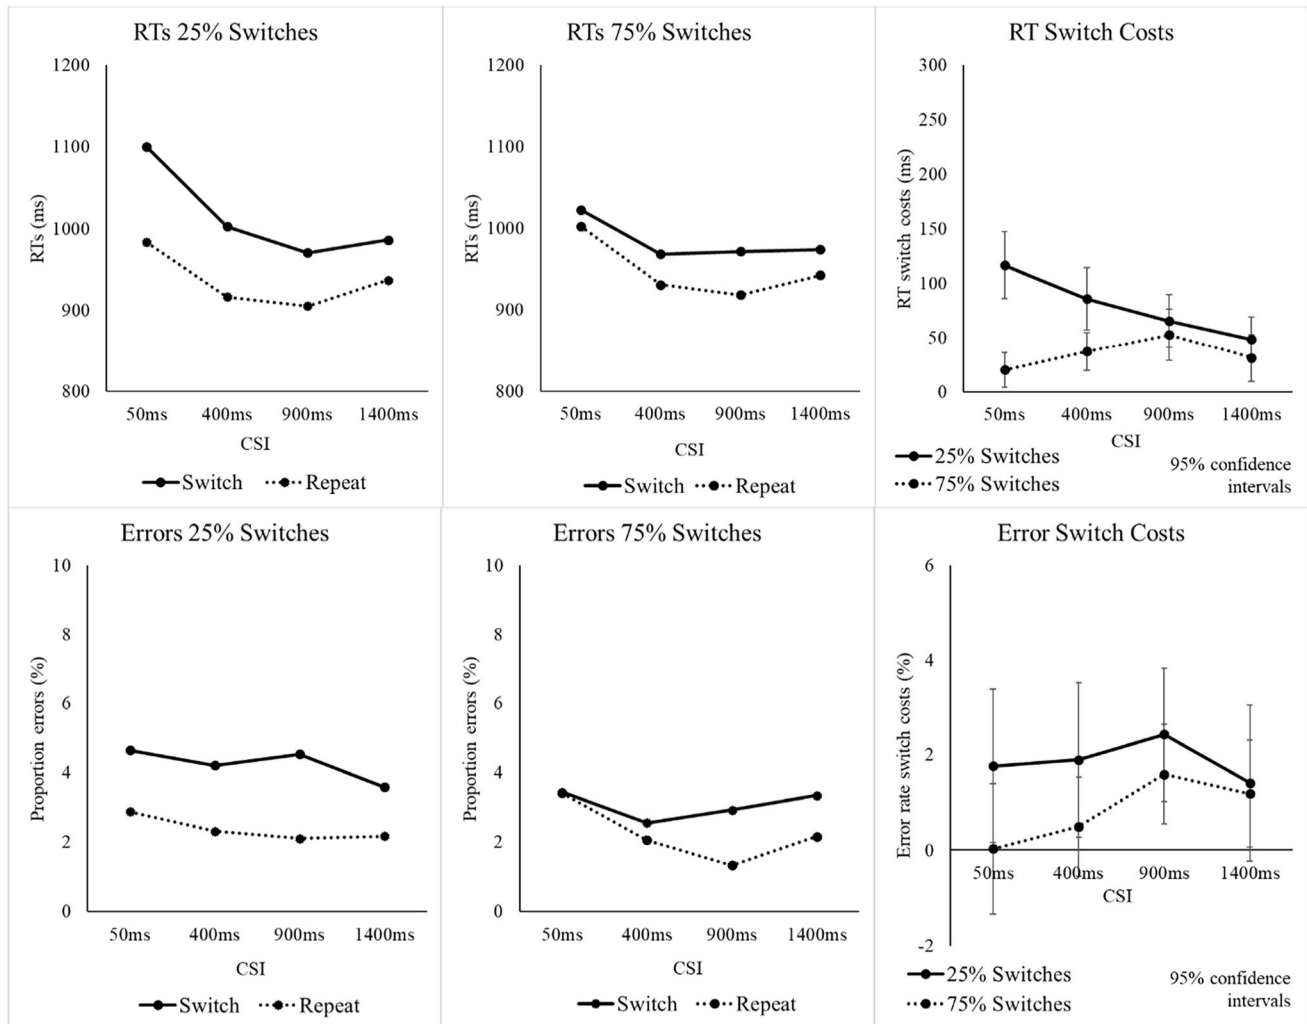 RTs 25% Switches
1200
1100
1000
900
800
RTs (ms)
50ms 400ms 900ms 1400ms
CSI
Switch Repeat
RTs 75% Switches
1200
1100
1000
900
800
RTs (ms)
50ms 400ms 900ms 1400ms
CSI
Switch Repeat
RT Switch Costs
300
250
200
150
100
50
0
RT switch costs (ms)
50ms 400ms 900ms 1400ms
CSI
25% Switches
75% Switches
95% confidence
intervals
Errors 25% Switches
10
8
6
4
2
0
Proportion errors (%)
50ms 400ms 900ms 1400ms
CSI
Switch Repeat
Errors 75% Switches
10
8
6
4
2
0
Proportion errors (%)
50ms 400ms 900ms 1400ms
CSI
Switch Repeat
Error Switch Costs
6
4
2
0
-2
Error rate switch costs (%)
50ms 400ms 900ms 1400ms
CSI
25% Switches
75% Switches
95% confidence
intervals